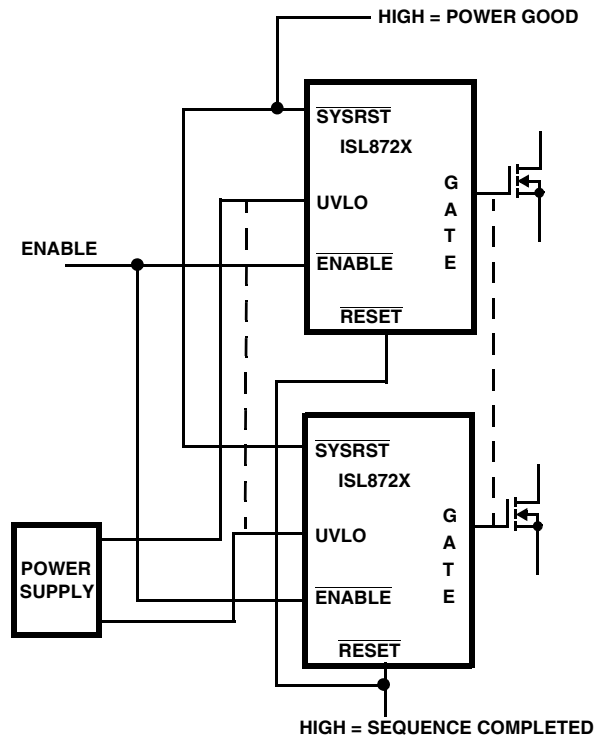 HIGH = POWER GOOD
SYSRST
ISL872X
UVLO
G
A
T
E
ENABLE
ENABLE
RESET
SYSRST
ISL872X
UVLO
G
A
T
E
POWER
SUPPLY
ENABLE
RESET
HIGH = SEQUENCE COMPLETED